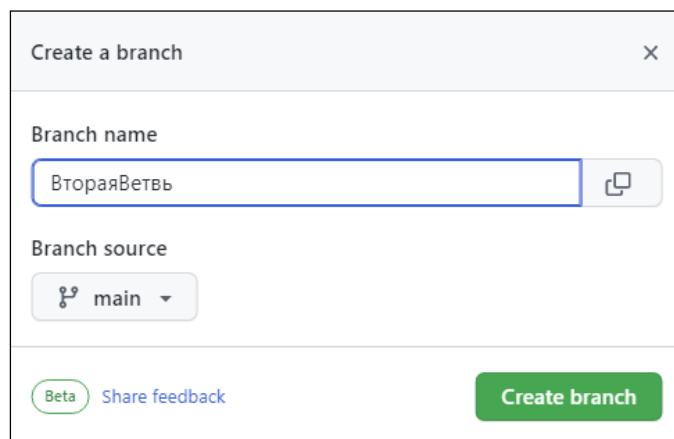 Create a branch
Branch name
ВтораяВетвь
Branch source
main
Beta Share feedback
Create branch